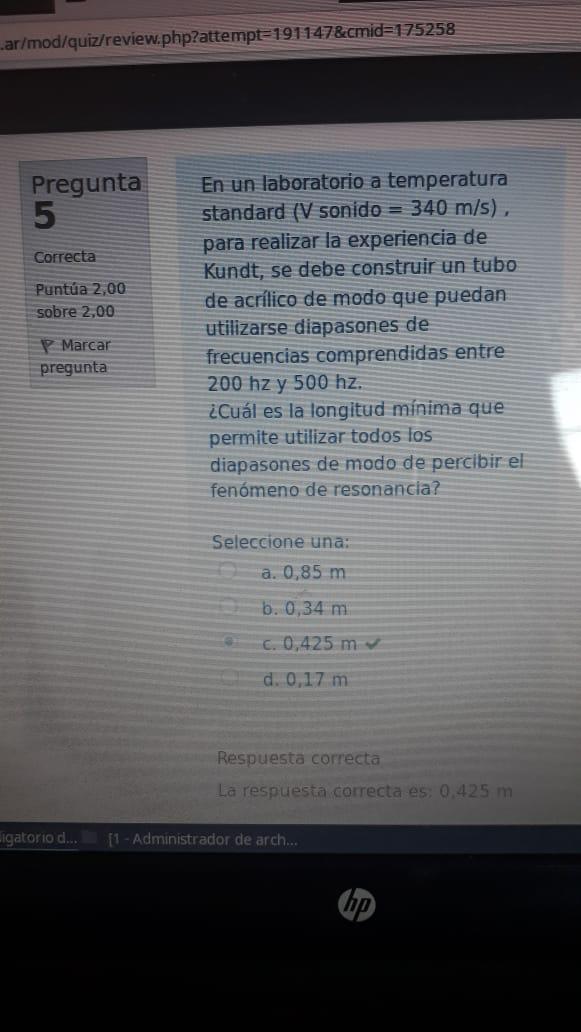 .ar/mod/quiz/review.php?attempt=191147&cmid=175258
Pregunta
5
Correcta
Puntúa 2,00
sobre 2,00
Marcar
pregunta
En un laboratorio a temperatura
standard (V sonido = 340 m/s) ,
para realizar la experiencia de
Kundt, se debe construir un tubo
de acrílico de modo que puedan
utilizarse diapasones de
frecuencias comprendidas entre
200 hz y 500 hz.
¿Cuál es la longitud mínima que
permite utilizar todos los
diapasones de modo de percibir el
fenómeno de resonancia?
Seleccione una:
a. 0,85 m
b. 0,34 m
c. 0,425 m ✓
d. 0,17 m
Respuesta correcta
La respuesta correcta es: 0,425 m
igatorio d... [1 - Administrador de arch...
hp